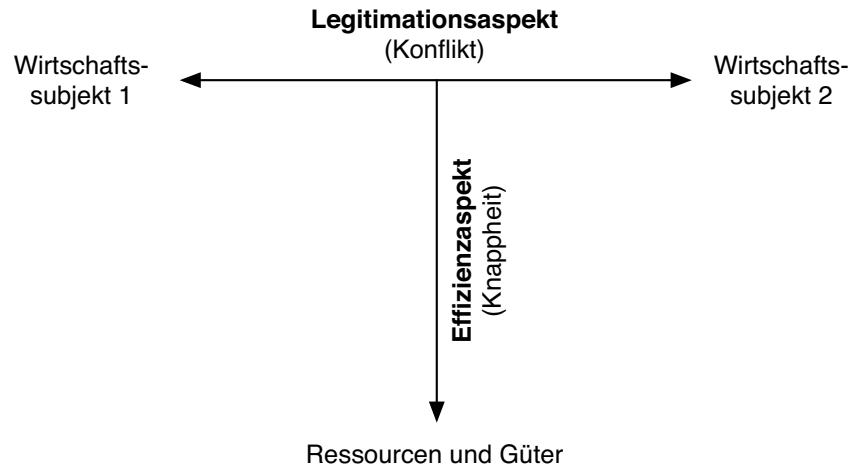 Legitimationsaspekt
(Konflikt)
Wirtschafts-
subjekt 1
Wirtschafts-
subjekt 2
Effizienzaspekt
(Knappheit)
Ressourcen und Güter